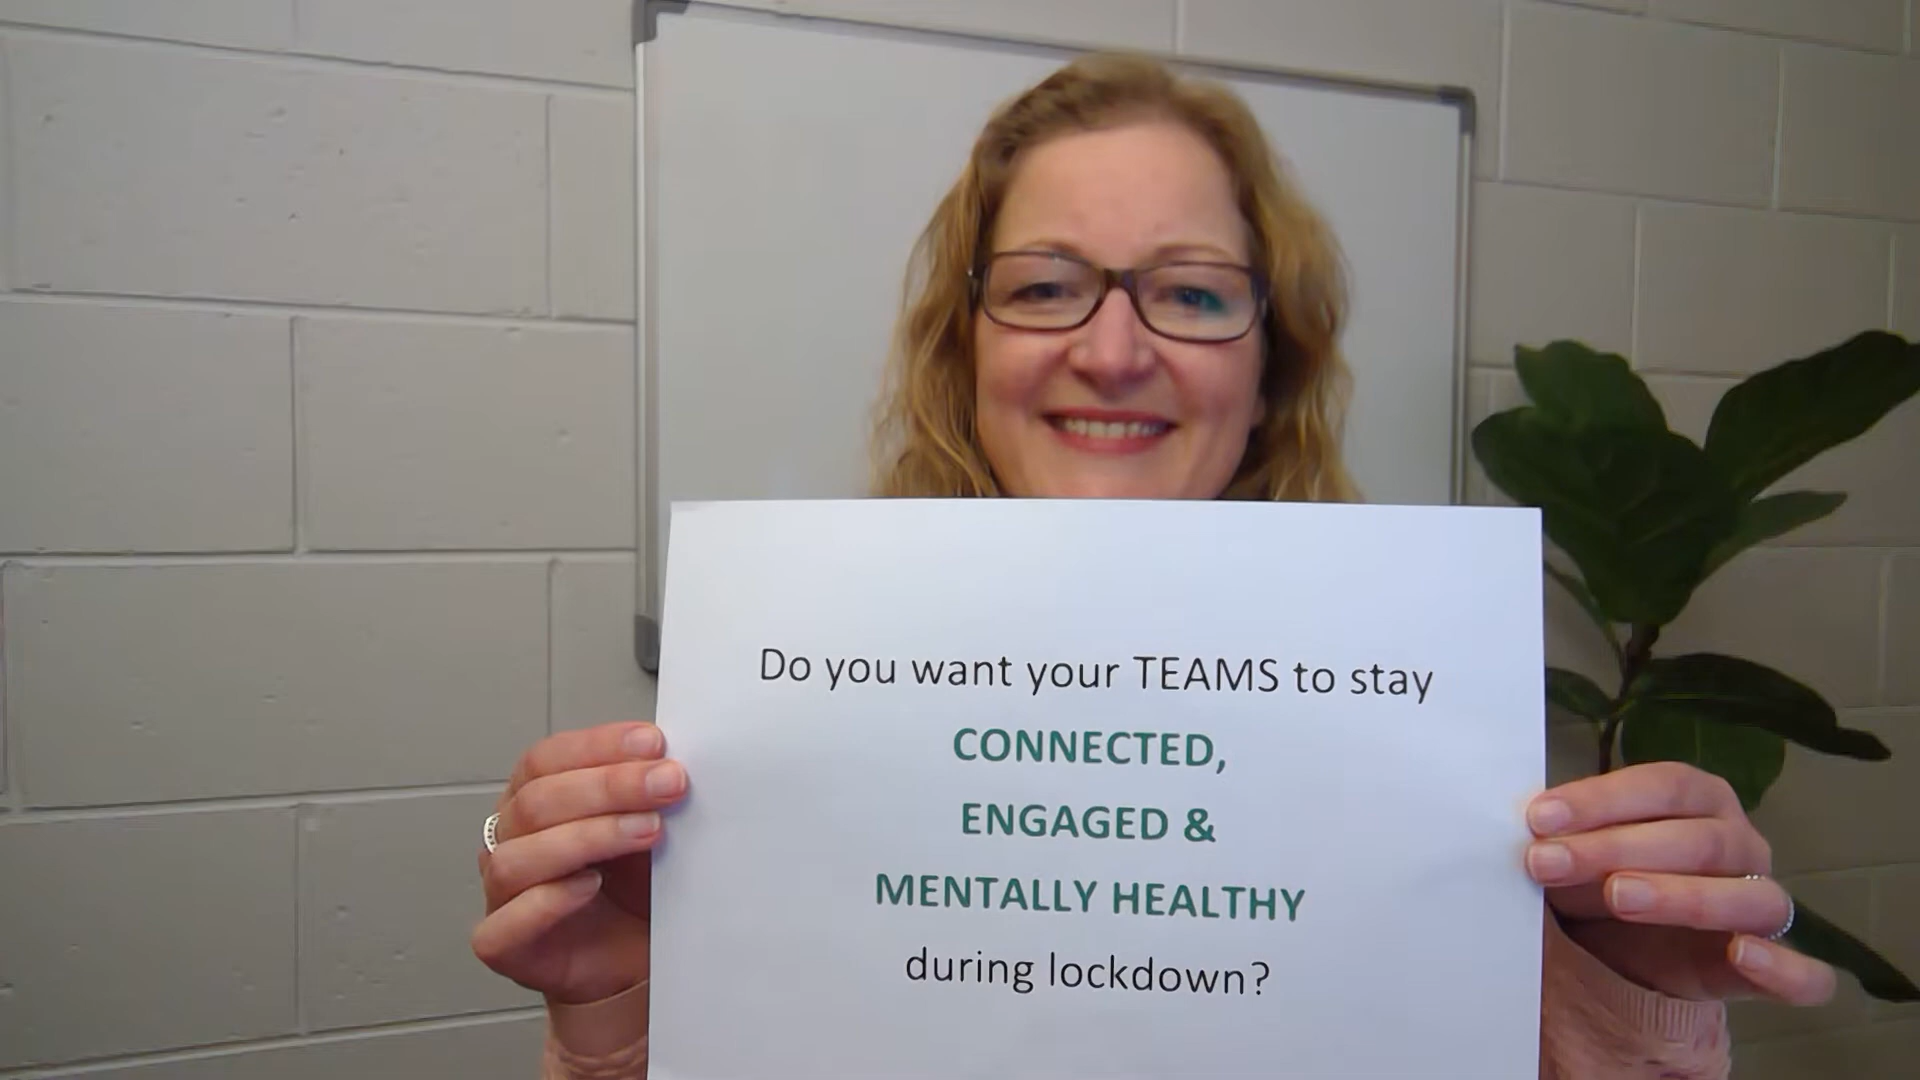 Do you want your TEAMS to stay
CONNECTED,
ENGAGED &
MENTALLY HEALTHY
during lockdown?